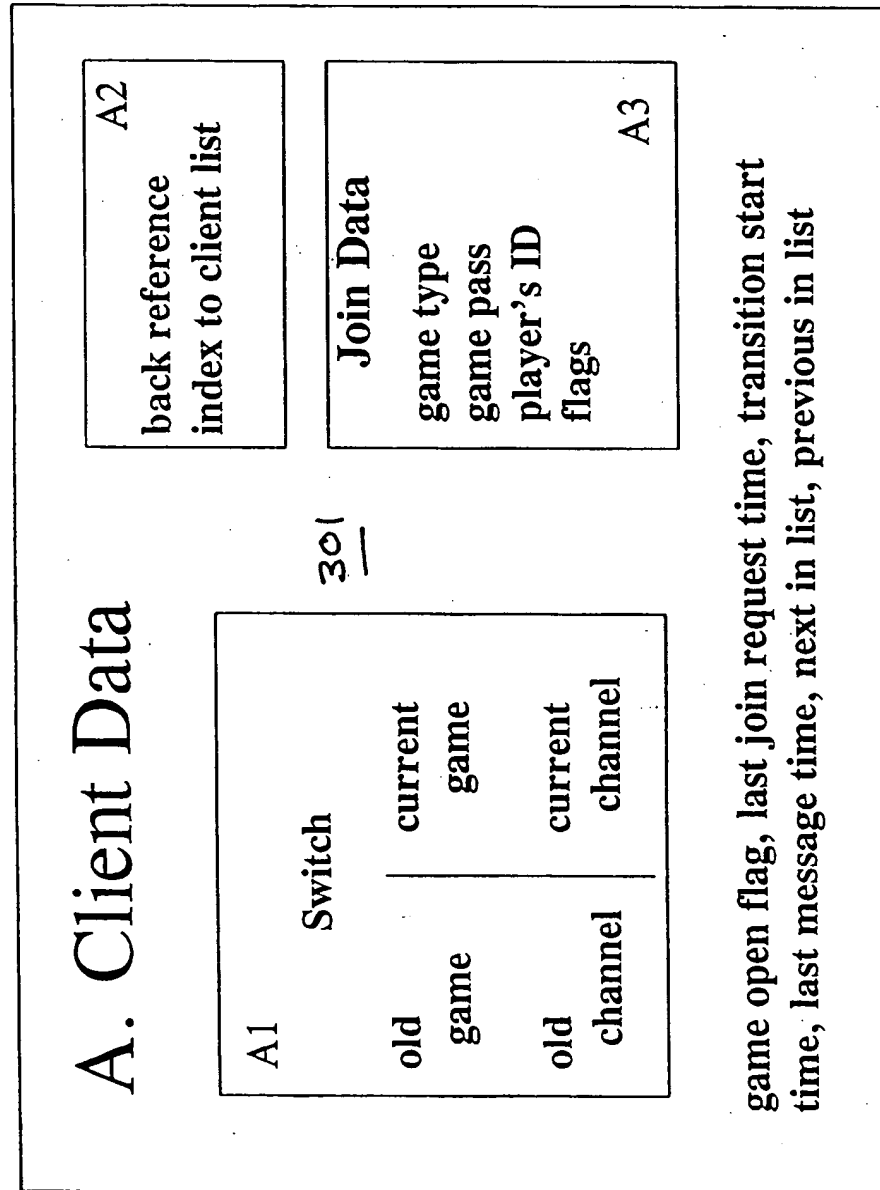 A. Client Data
A1
Switch
old game
current game
old channel
current channel
301
A2
back reference
index to client list
Join Data
game type
game pass
player's ID
flags
A3
game open flag, last join request time, transition start
time, last message time, next in list, previous in list